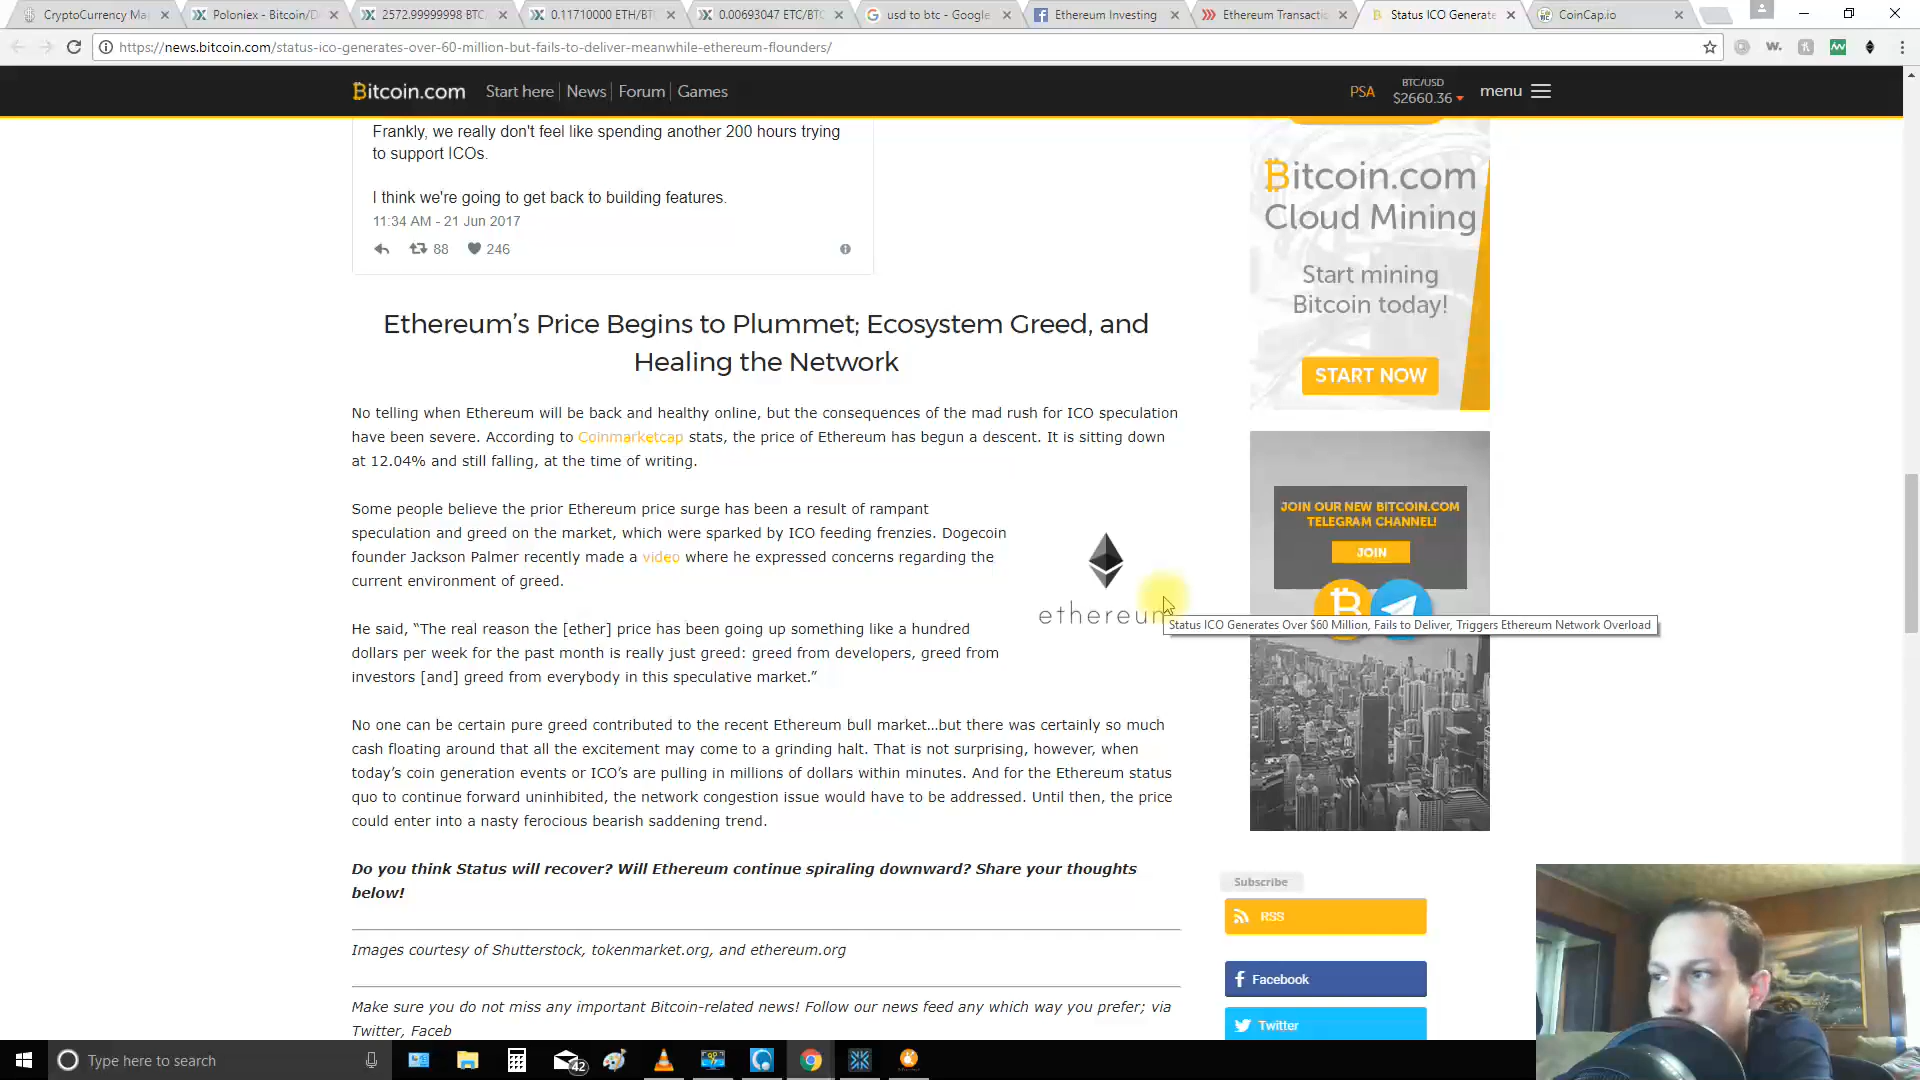 CryptoCurrency Ma
Poloniex - Bitcoin/D
2572.99999998 BTC
0.11710000 ETH/BT
0.00693047 ETC/BTC
usd to btc - Google
Ethereum Investing
Ethereum Transactic
Status ICO Generate
CoinCap.io
https://news.bitcoin.com/status-ico-generates-over-60-million-but-fails-to-deliver-meanwhile-ethereum-flounders/
Bitcoin.com
Start here
News
Forum
Games
PSA
BTC/USD
$2660.36
menu
Frankly, we really don't feel like spending another 200 hours trying
to support ICOs.
I think we're going to get back to building features.
11:34 AM - 21 Jun 2017
88
246
Ethereum’s Price Begins to Plummet; Ecosystem Greed, and
Healing the Network
No telling when Ethereum will be back and healthy online, but the consequences of the mad rush for ICO speculation
have been severe. According to Coinmarketcap stats, the price of Ethereum has begun a descent. It is sitting down
at 12.04% and still falling, at the time of writing.
Some people believe the prior Ethereum price surge has been a result of rampant
speculation and greed on the market, which were sparked by ICO feeding frenzies. Dogecoin
founder Jackson Palmer recently made a video where he expressed concerns regarding the
current environment of greed.
ethereum
He said, “The real reason the [ether] price has been going up something like a hundred
dollars per week for the past month is really just greed: greed from developers, greed from
investors [and] greed from everybody in this speculative market.”
No one can be certain pure greed contributed to the recent Ethereum bull market…but there was certainly so much
cash floating around that all the excitement may come to a grinding halt. That is not surprising, however, when
today’s coin generation events or ICO’s are pulling in millions of dollars within minutes. And for the Ethereum status
quo to continue forward uninhibited, the network congestion issue would have to be addressed. Until then, the price
could enter into a nasty ferocious bearish saddening trend.
Do you think Status will recover? Will Ethereum continue spiraling downward? Share your thoughts
below!
Images courtesy of Shutterstock, tokenmarket.org, and ethereum.org
Make sure you do not miss any important Bitcoin-related news! Follow our news feed any which way you prefer; via
Twitter, Faceb
Bitcoin.com
Cloud Mining
Start mining
Bitcoin today!
START NOW
JOIN OUR NEW BITCOIN.COM
TELEGRAM CHANNEL!
JOIN
Status ICO Generates Over $60 Million, Fails to Deliver, Triggers Ethereum Network Overload
Subscribe
RSS
Facebook
Twitter
Type here to search
42